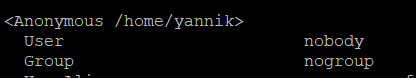 <Anonymous /home/yannik>
User nobody
Group nogroup